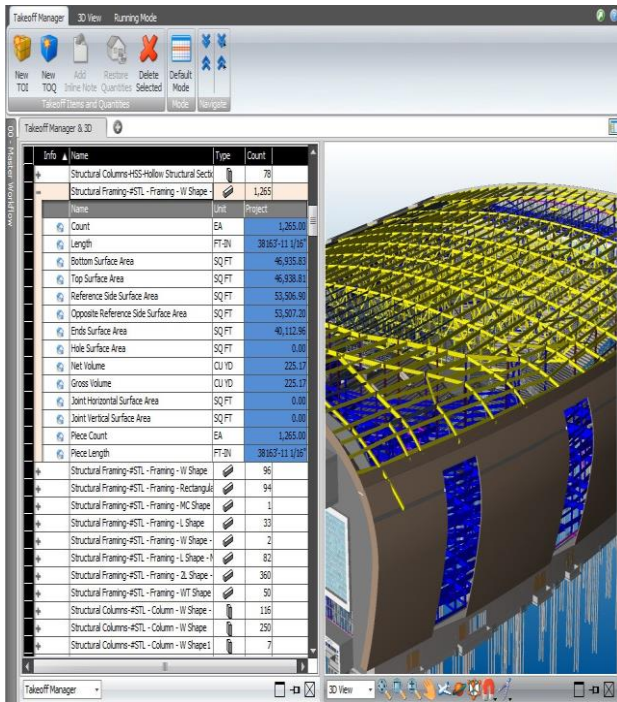 Takeoff Manager 3D View Running Mode
New TOI New TOQ Add Inline Note Restore Quantities Delete Selected Default Mode
Takeoff Items and Quantities Mode Navigate
Takeoff Manager & 3D
00 - Master Workflow
Info Name Type Count
+ Structural Columns-HSS-Hollow Structural Sectio 78
- Structural Framing-#STL - Framing - W Shape - 1,265
Name Unit Project
Count EA 1,265.00
Length FT-IN 38163'-11 1/16"
Bottom Surface Area SQ FT 46,935.83
Top Surface Area SQ FT 46,938.81
Reference Side Surface Area SQ FT 53,506.90
Opposite Reference Side Surface Area SQ FT 53,507.20
Ends Surface Area SQ FT 40,112.96
Hole Surface Area SQ FT 0.00
Net Volume CU YD 225.17
Gross Volume CU YD 225.17
Joint Horizontal Surface Area SQ FT 0.00
Joint Vertical Surface Area SQ FT 0.00
Piece Count EA 1,265.00
Piece Length FT-IN 38163'-11 1/16"
+ Structural Framing-#STL - Framing - W Shape 96
+ Structural Framing-#STL - Framing - Rectangula 94
+ Structural Framing-#STL - Framing - MC Shape 1
+ Structural Framing-#STL - Framing - L Shape 33
+ Structural Framing-#STL - Framing - W Shape - 2
+ Structural Framing-#STL - Framing - L Shape - N 82
+ Structural Framing-#STL - Framing - 2L Shape - 360
+ Structural Framing-#STL - Framing - WT Shape 50
+ Structural Columns-#STL - Column - W Shape - 116
+ Structural Columns-#STL - Column - W Shape 250
+ Structural Columns-#STL - Column - W Shape1 7
Takeoff Manager 3D View